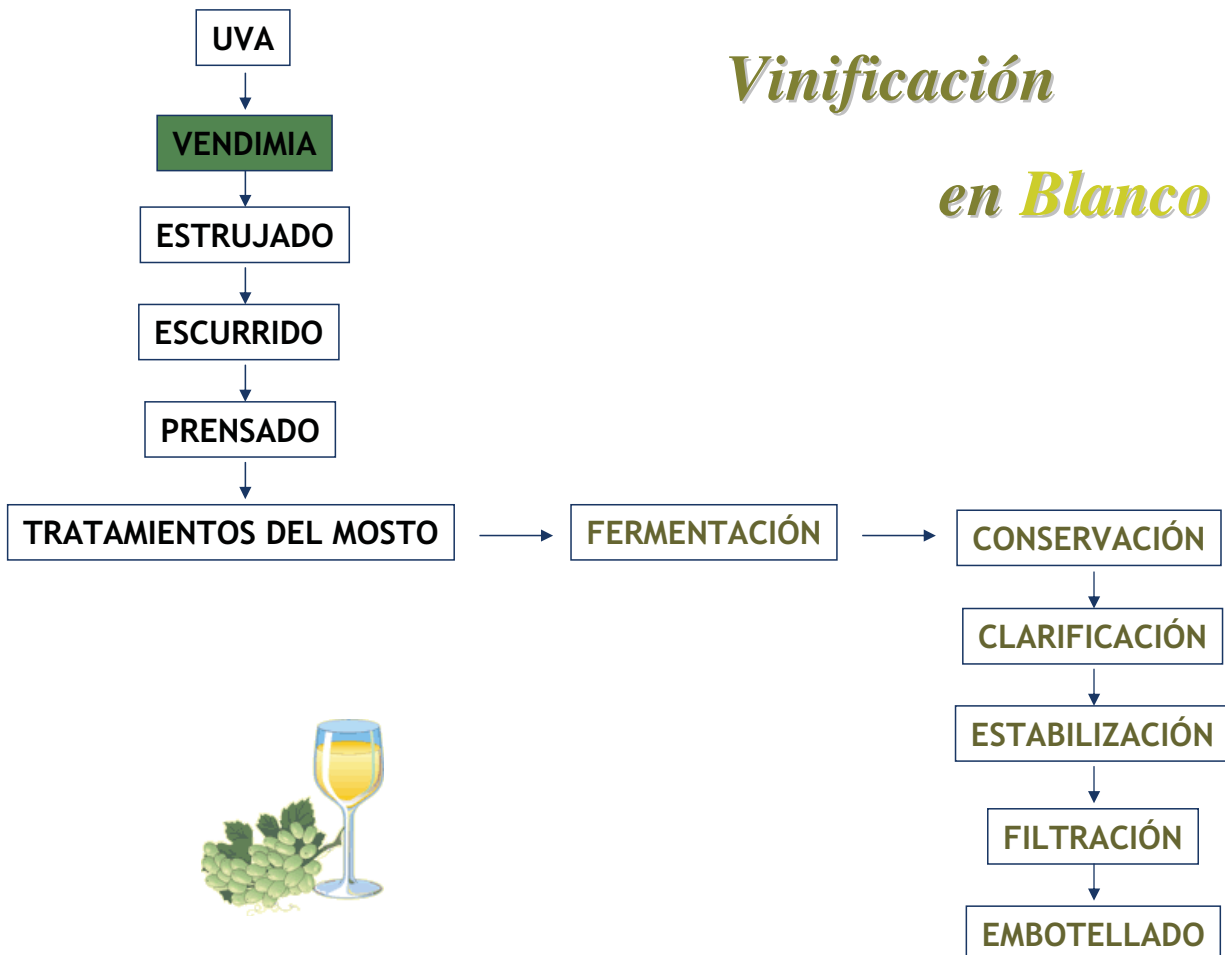 UVA
Vinificación
en Blanco
VENDIMIA
ESTRUJADO
ESCURRIDO
PRENSADO
TRATAMIENTOS DEL MOSTO
FERMENTACIÓN
CONSERVACIÓN
CLARIFICACIÓN
ESTABILIZACIÓN
FILTRACIÓN
EMBOTELLADO